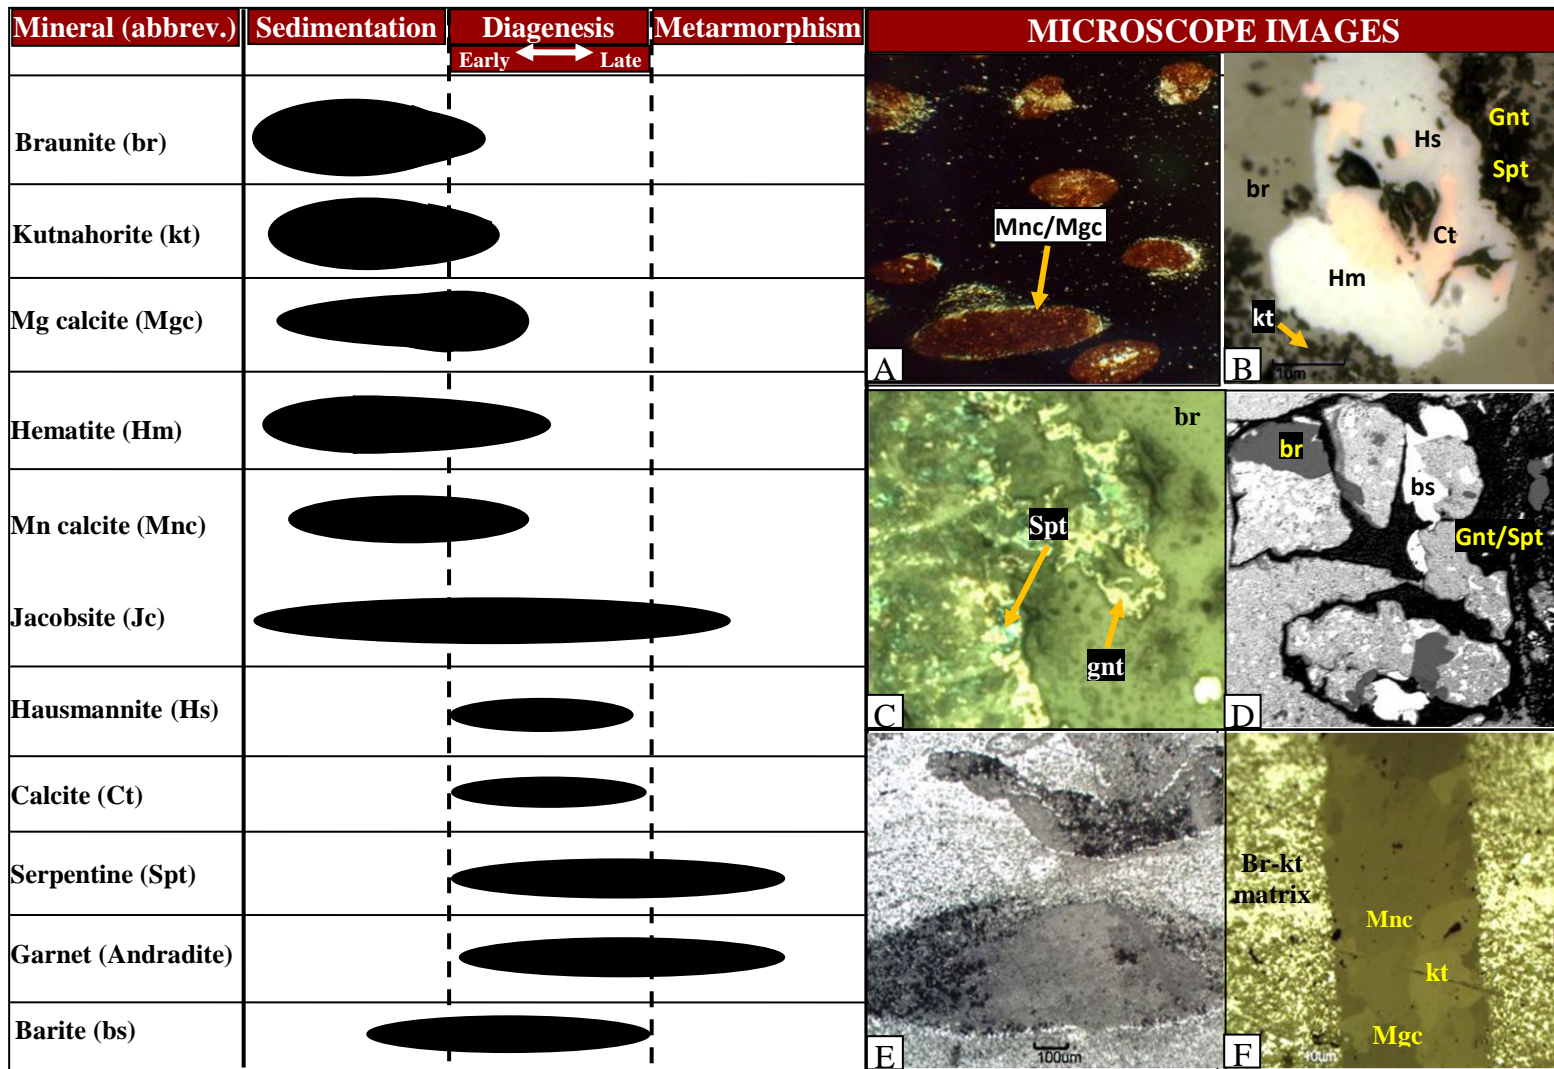 Mineral (abbrev.) Sedimentation Diagenesis Metarmorphism MICROSCOPE IMAGES
Early Late
Braunite (br)
Kutnahorite (kt)
Mg calcite (Mgc)
Hematite (Hm)
Mn calcite (Mnc)
Jacobsite (Jc)
Hausmannite (Hs)
Calcite (Ct)
Serpentine (Spt)
Garnet (Andradite)
Barite (bs)
Mnc/Mgc
A
Gnt
Hs
Spt
br
Ct
Hm
kt
1um
B
br
Spt
gnt
C
br
bs
Gnt/Spt
D
100um
E
Br-kt
matrix
Mnc
kt
Mgc
10um
F